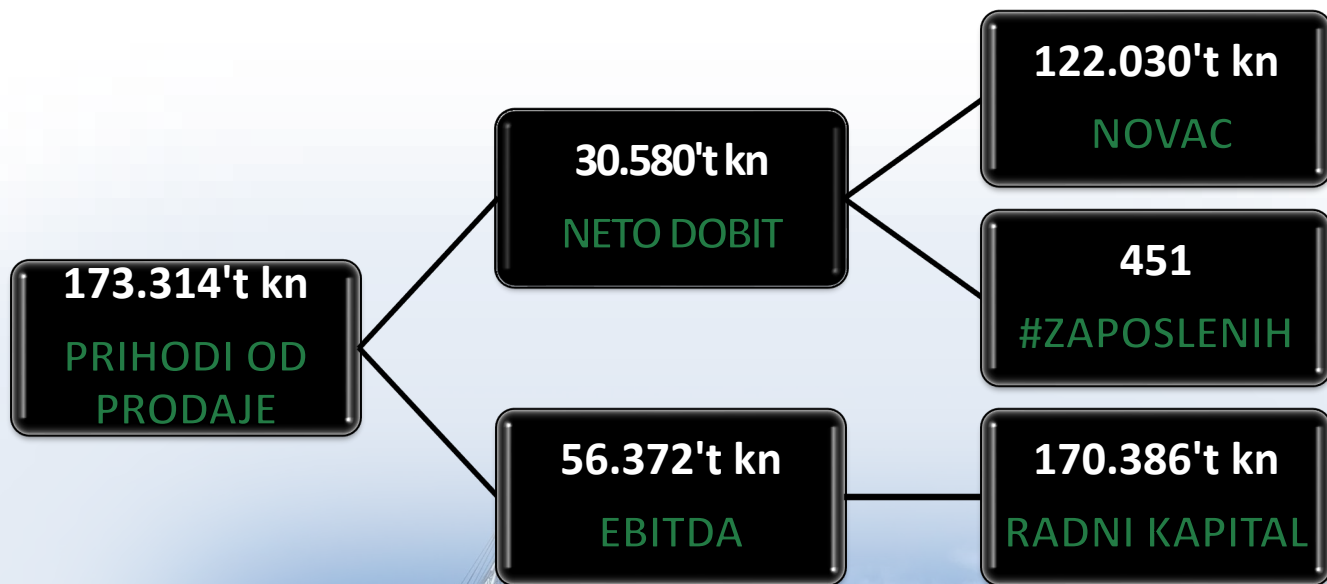 173.314't kn
PRIHODI OD
PRODAJE
30.580't kn
NETO DOBIT
56.372't kn
EBITDA
122.030't kn
NOVAC
451
#ZAPOSLENIH
170.386't kn
RADNI KAPITAL